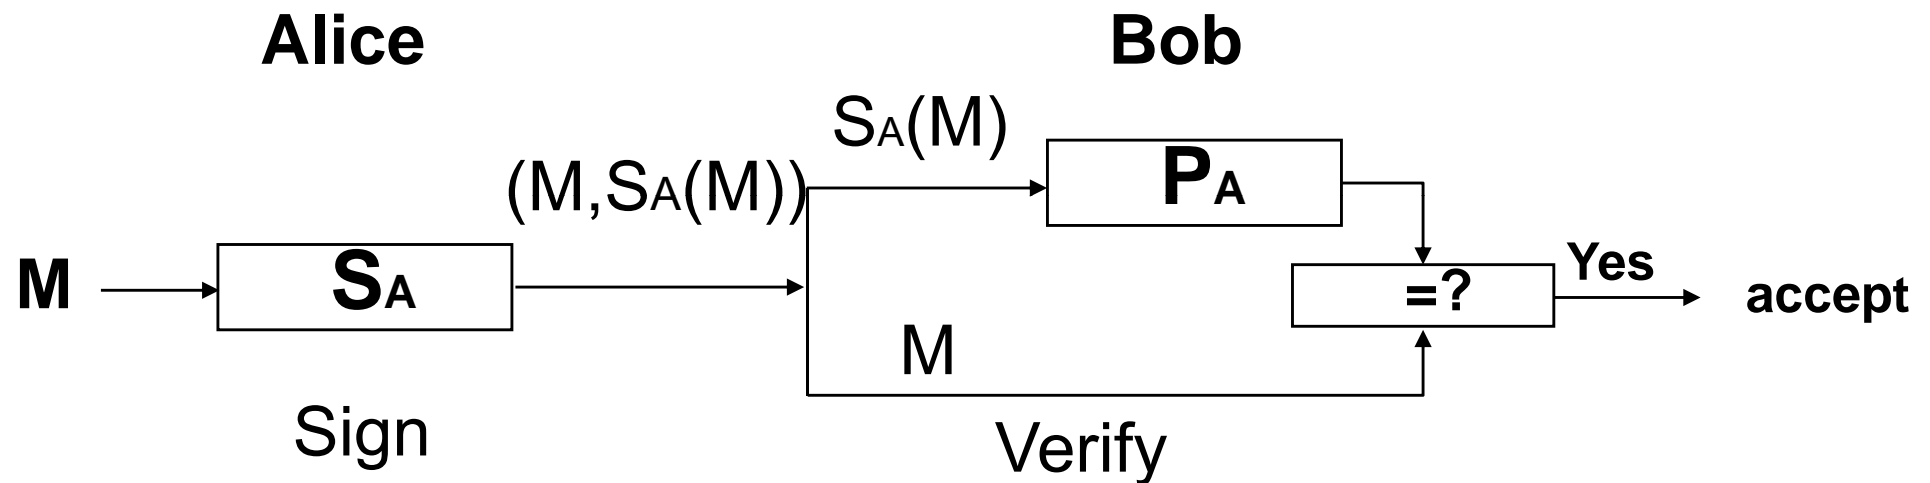 Alice
Bob
SA(M)
PA
(M,SA(M))
M
SA
=?
Yes
accept
M
Sign
Verify